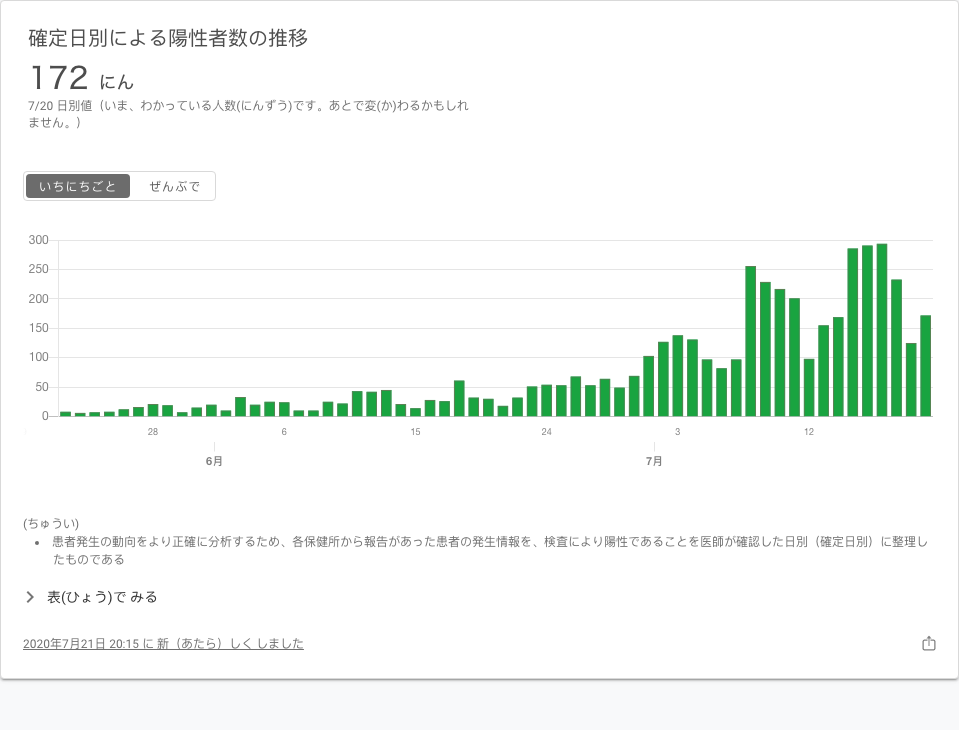 確定日別による陽性者数の推移
172 にん
7/20 日別値（いま、わかっている人数(にんずう)です。あとで変(か)わるかもしれ
ません。）
いちにちごと ぜんぶで
300
250
200
150
100
50
0
28 6 15 24 3 12
6月 7月
(ちゅうい)
• 患者発生の動向をより正確に分析するため、各保健所から報告があった患者の発生情報を、検査により陽性であることを医師が確認した日別（確定日別）に整理し
たものである
表(ひょう)で みる
2020年7月21日 20:15 に 新（あたら）しく しました